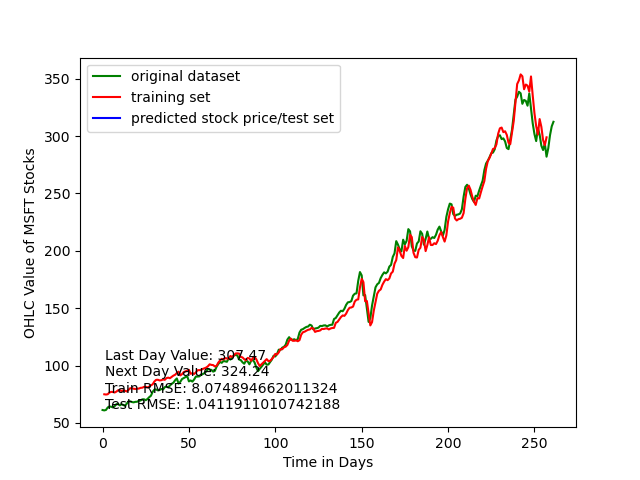 original dataset
training set
predicted stock price/test set
350
300
250
200
150
100
50
OHLC Value of MSFT Stocks
Last Day Value: 307.47
Next Day Value: 324.24
Train RMSE: 8.074894662011324
Test RMSE: 1.0411911010742188
0 50 100 150 200 250
Time in Days